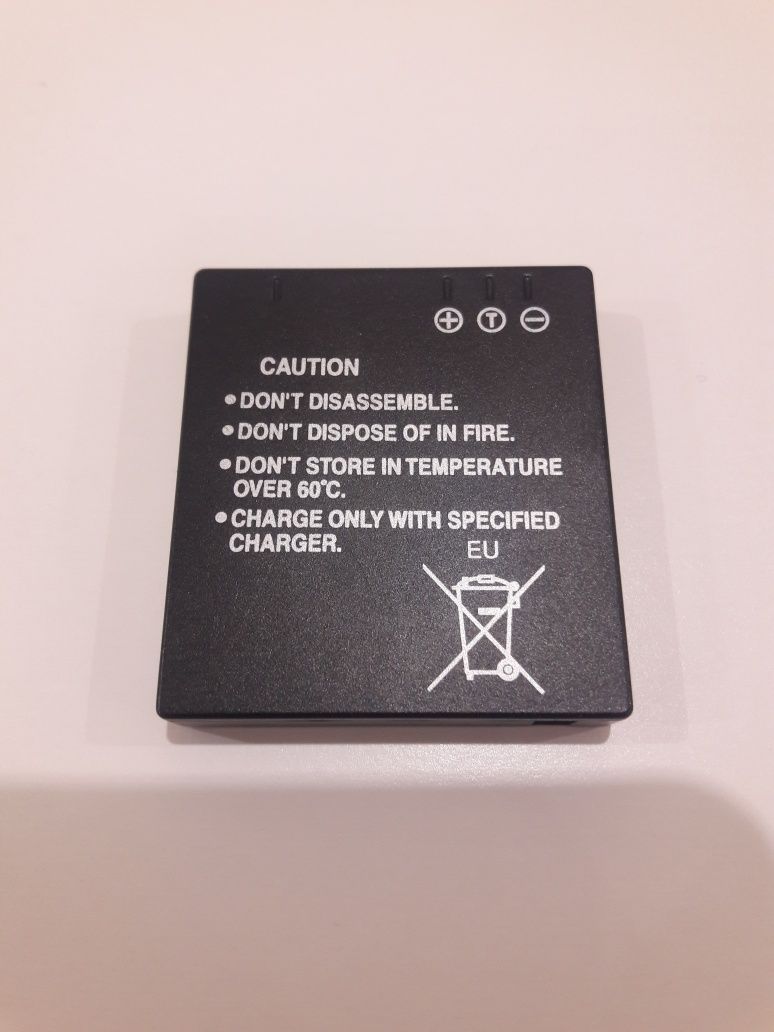 + T −
CAUTION
• DON'T DISASSEMBLE.
• DON'T DISPOSE OF IN FIRE.
• DON'T STORE IN TEMPERATURE
OVER 60°C.
• CHARGE ONLY WITH SPECIFIED
CHARGER.
EU